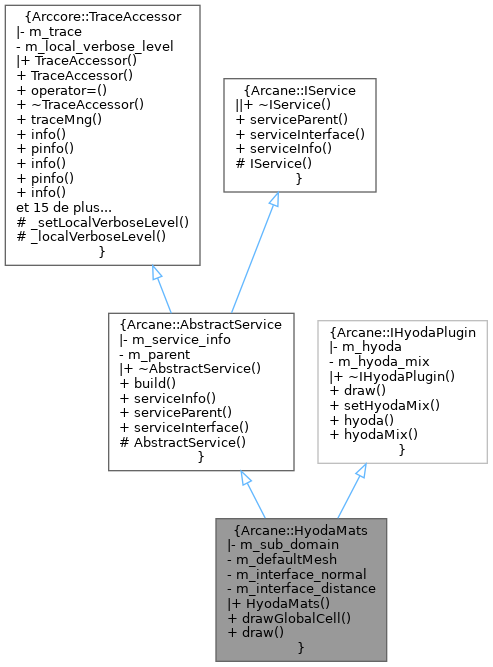 {Arccore::TraceAccessor
|- m_trace
- m_local_verbose_level
|+ TraceAccessor()
+ TraceAccessor()
+ operator=()
+ ~TraceAccessor()
+ traceMng()
+ info()
+ pinfo()
+ info()
+ pinfo()
+ info()
et 15 de plus...
# _setLocalVerboseLevel()
# _localVerboseLevel()
}
{Arcane::IService
||+ ~IService()
+ serviceParent()
+ serviceInterface()
+ serviceInfo()
# IService()
}
{Arcane::AbstractService
|- m_service_info
- m_parent
|+ ~AbstractService()
+ build()
+ serviceInfo()
+ serviceParent()
+ serviceInterface()
# AbstractService()
}
{Arcane::IHyodaPlugin
|- m_hyoda
- m_hyoda_mix
|+ ~IHyodaPlugin()
+ draw()
+ setHyodaMix()
+ hyoda()
+ hyodaMix()
}
{Arcane::HyodaMats
|- m_sub_domain
- m_defaultMesh
- m_interface_normal
- m_interface_distance
|+ HyodaMats()
+ drawGlobalCell()
+ draw()
}